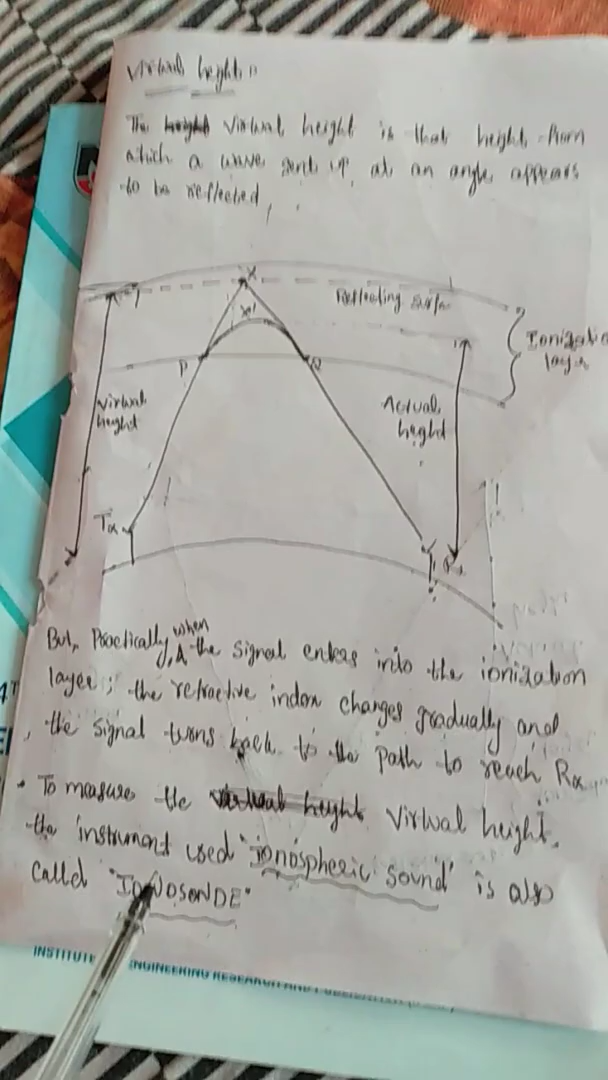 Virtual height :-
The height virtual height is that height from
which a wave sent up at an angle appears
to be reflected,
X
Reflecting surface
X'
Ionization
layer
P
Q
Virtual
height
Actual
height
Tx
Rx
But, Practically, when the signal enters into the ionization
layer; the refractive index changes gradually and
the signal turns back to the path to reach Rx
• To measure the virtual height virtual height,
the instrument used "ionospheric sound" is also
called "IONOSONDE"
INSTITUTE ENGINEERING RESEARCH